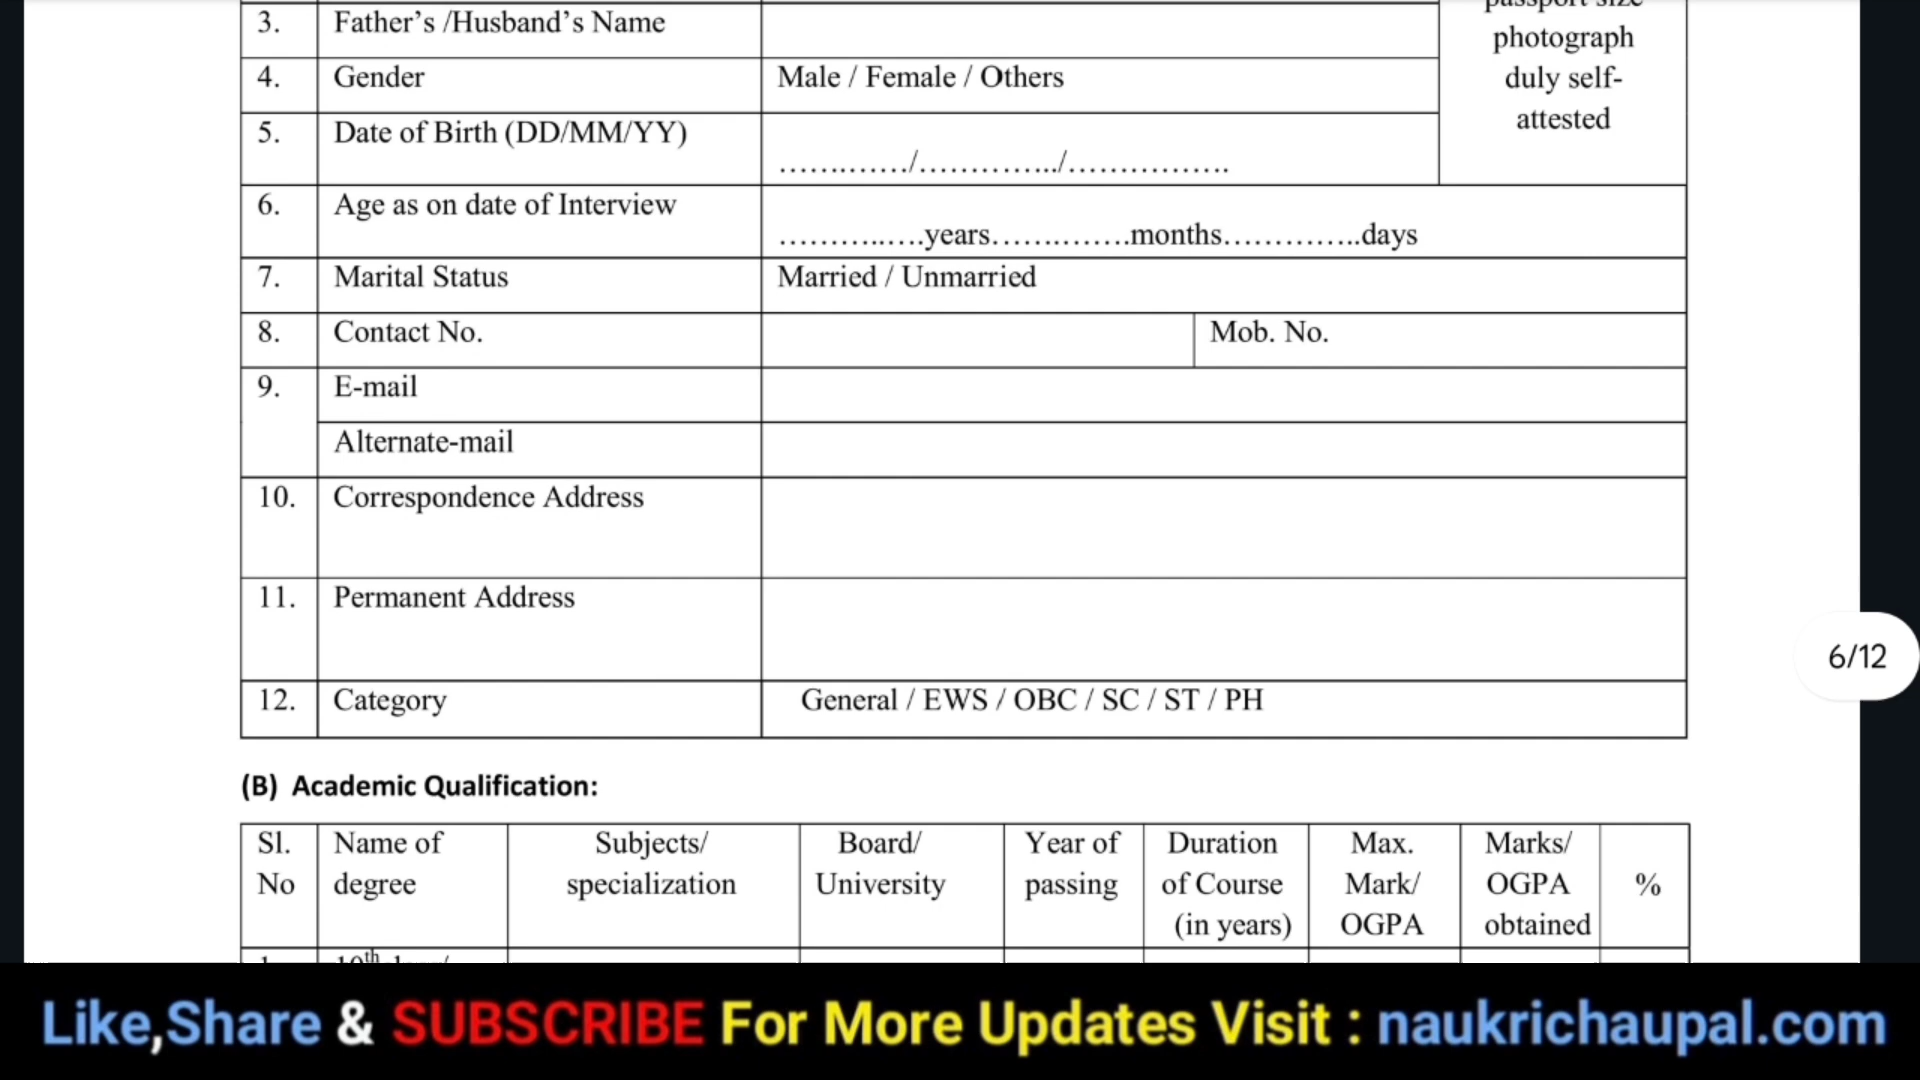 passport size
3. Father's /Husband's Name
photograph
4. Gender Male / Female / Others
duly self-
attested
5. Date of Birth (DD/MM/YY)
…………/…………../…………….
6. Age as on date of Interview
…………..years…………..months…………..days
7. Marital Status Married / Unmarried
8. Contact No. Mob. No.
9. E-mail
Alternate-mail
10. Correspondence Address
11. Permanent Address
6/12
12. Category General / EWS / OBC / SC / ST / PH
(B) Academic Qualification:
Sl. Name of Subjects/ Board/ Year of Duration Max. Marks/
No degree specialization University passing of Course Mark/ OGPA %
(in years) OGPA obtained
1. 10th
Like,Share & SUBSCRIBE For More Updates Visit : naukrichaupal.com